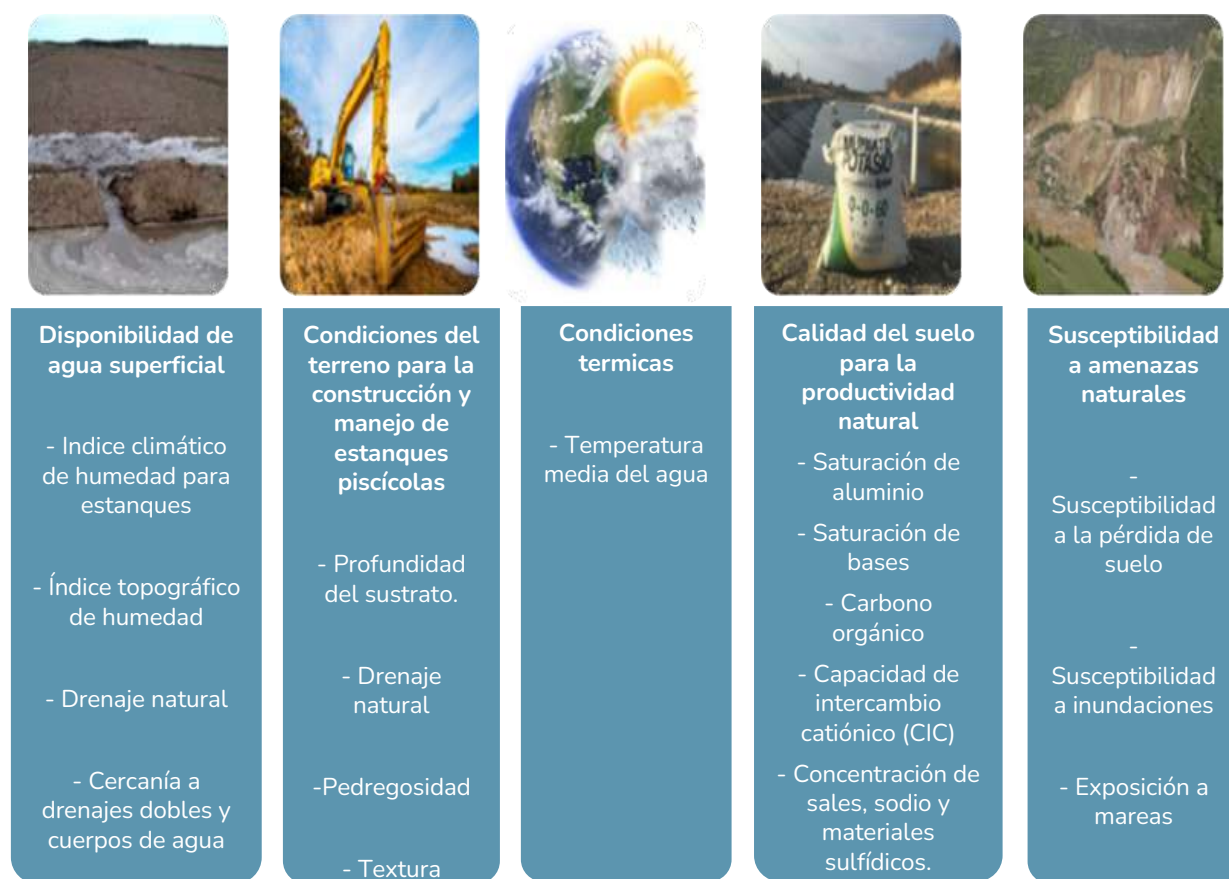 POTASIO
0-0-60
Disponibilidad de
agua superficial
- Indice climático
de humedad para
estanques
- Índice topográfico
de humedad
- Drenaje natural
- Cercanía a
drenajes dobles y
cuerpos de agua
Condiciones del
terreno para la
construcción y
manejo de
estanques
piscícolas
- Profundidad
del sustrato.
- Drenaje
natural
-Pedregosidad
- Textura
Condiciones
termicas
- Temperatura
media del agua
Calidad del suelo
para la
productividad
natural
- Saturación de
aluminio
- Saturación de
bases
- Carbono
orgánico
- Capacidad de
intercambio
catiónico (CIC)
- Concentración de
sales, sodio y
materiales
sulfídicos.
Susceptibilidad
a amenazas
naturales
-
Susceptibilidad
a la pérdida de
suelo
-
Susceptibilidad
a inundaciones
- Exposición a
mareas